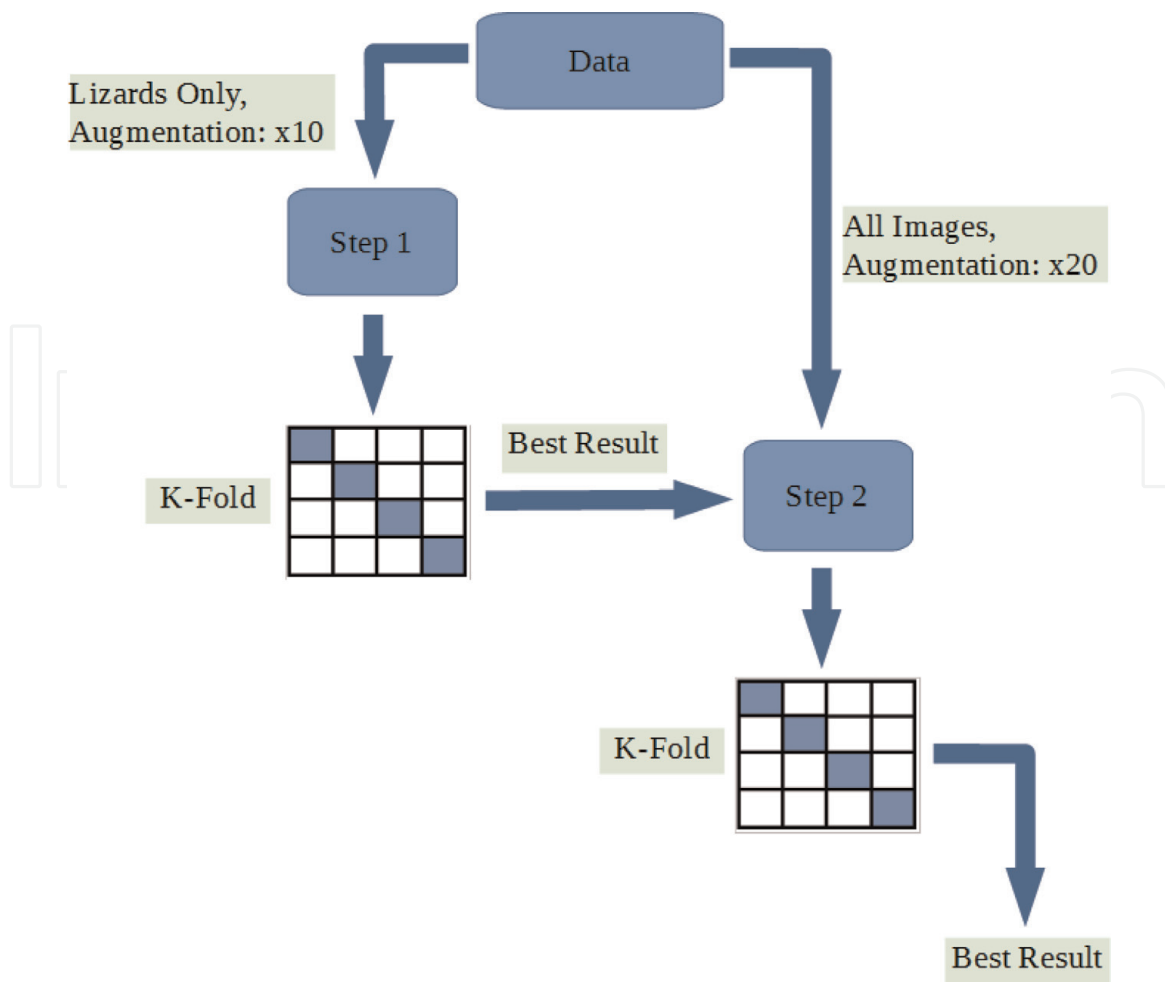 Data
Lizards Only,
Augmentation: x10
Step 1
All Images,
Augmentation: x20
K-Fold
Best Result
Step 2
K-Fold
Best Result